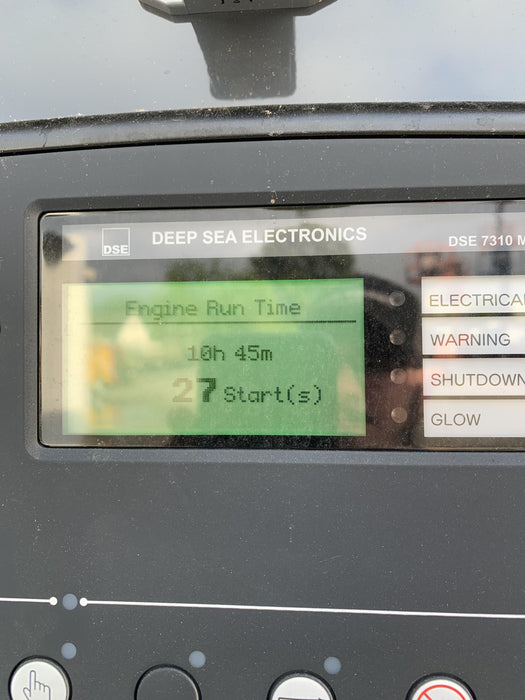 DSE
DEEP SEA ELECTRONICS
DSE 7310 M
Engine Run Time
10h 45m
27 Start(s)
ELECTRICAL
WARNING
SHUTDOWN
GLOW